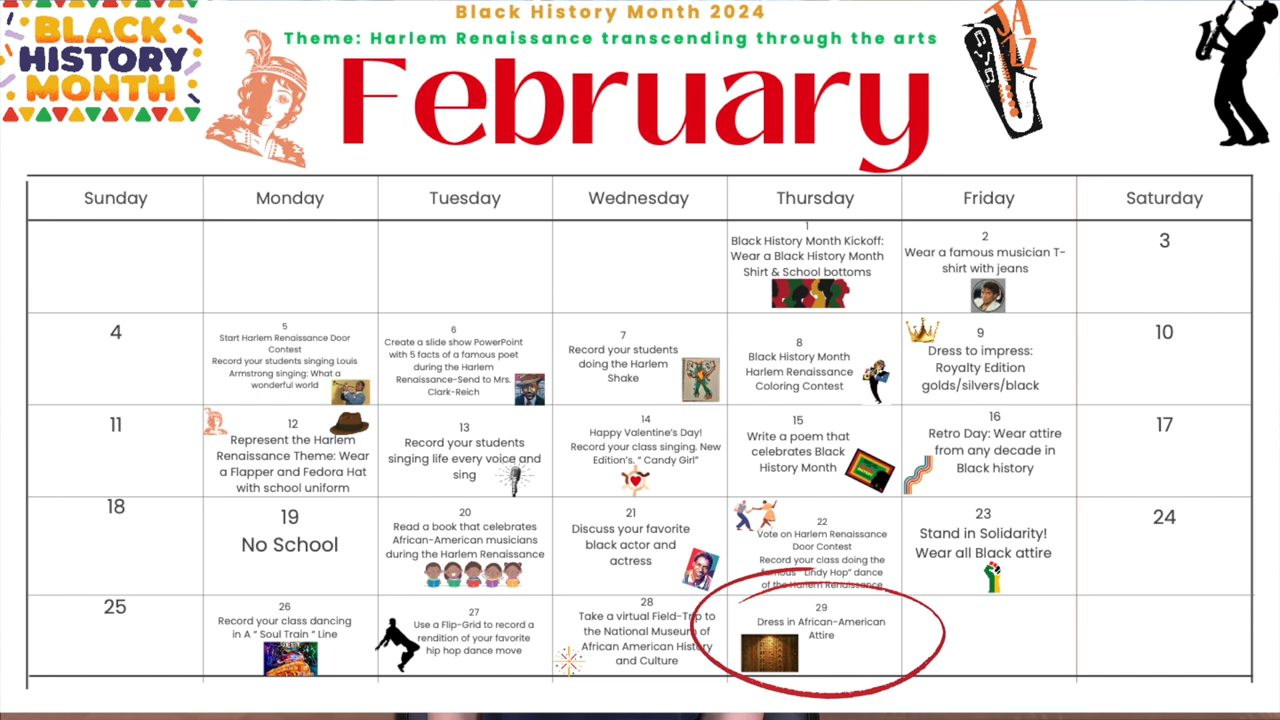 BLACK
HISTORY
MONTH
Black History Month 2024
Theme: Harlem Renaissance transcending through the arts
February
JAZZ
Sunday Monday Tuesday Wednesday Thursday Friday Saturday
1
Black History Month Kickoff:
Wear a Black History Month
Shirt & School bottoms
2
Wear a famous musician T-
shirt with jeans
3
4
5
Start Harlem Renaissance Door
Contest
Record your students singing Louis
Armstrong singing: What a
wonderful world
6
Create a slide show PowerPoint
with 5 facts of a famous poet
during the Harlem
Renaissance-Send to Mrs.
Clark-Reich
7
Record your students
doing the Harlem
Shake
8
Black History Month
Harlem Renaissance
Coloring Contest
9
Dress to impress:
Royalty Edition
golds/silvers/black
10
11
12
Represent the Harlem
Renaissance Theme: Wear
a Flapper and Fedora Hat
with school uniform
13
Record your students
singing life every voice and
sing
14
Happy Valentine's Day!
Record your class singing. New
Edition's. " Candy Girl"
15
Write a poem that
celebrates Black
History Month
16
Retro Day: Wear attire
from any decade in
Black history
17
18
19
No School
20
Read a book that celebrates
African-American musicians
during the Harlem Renaissance
21
Discuss your favorite
black actor and
actress
22
Vote on Harlem Renaissance
Door Contest
Record your class doing the
famous " Lindy Hop" dance
of the Harlem Renaissance
23
Stand in Solidarity!
Wear all Black attire
24
25
26
Record your class dancing
in A " Soul Train " Line
27
Use a Flip-Grid to record a
rendition of your favorite
hip hop dance move
28
Take a virtual Field-Trip to
the National Museum of
African American History
and Culture
29
Dress in African-American
Attire